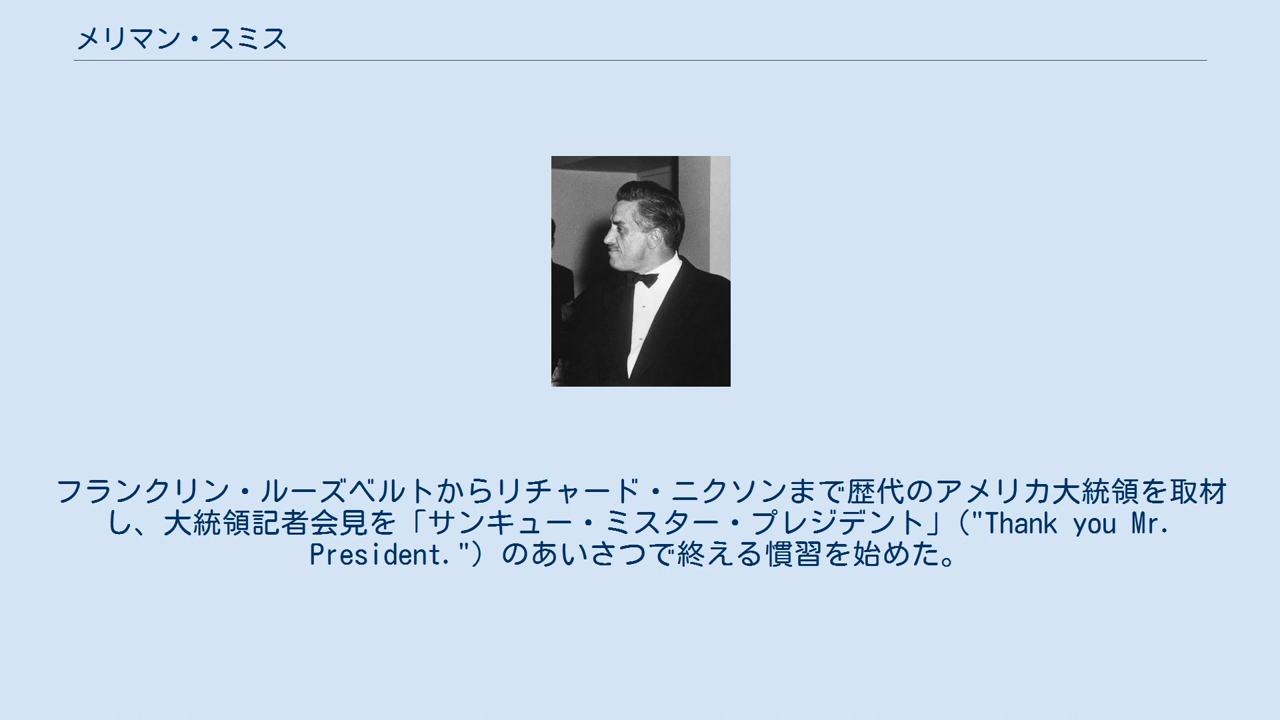 メリマン・スミス
フランクリン・ルーズベルトからリチャード・ニクソンまで歴代のアメリカ大統領を取材
し、大統領記者会見を「サンキュー・ミスター・プレジデント」("Thank you Mr.
President.") のあいさつで終える慣習を始めた。